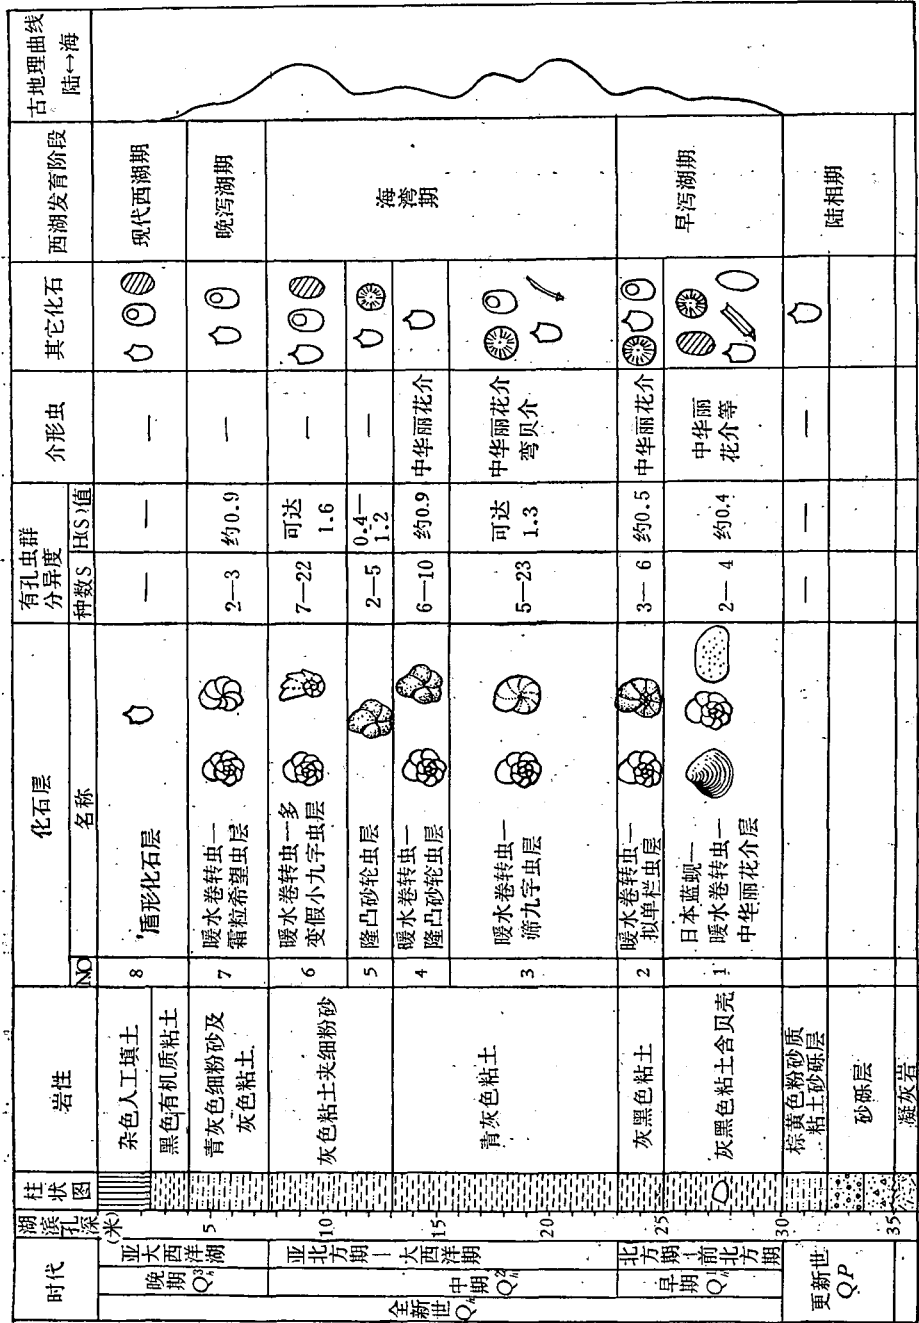 时代
湖滨孔深(米)
柱状图
岩性
化石层
NO
名称
有孔虫群分异度
种数S
H(S)值
介形虫
其它化石
西湖发育阶段
古地理曲线
陆↔海
全新世
晚期
中期
早期
更新世
QP
亚大西洋湖
亚北方期—大西洋期
北方期—前北方期
5
10
15
20
25
30
35
杂色人工填土
黑色有机质粘土
8
盾形化石层
—
—
—
现代西湖期
青灰色细粉砂及
灰色粘土
7
暖水卷转虫—
霜粒希望虫层
2—3
约0.9
—
晚泻湖期
灰色粘土夹细粉砂
6
暖水卷转虫—多
变假小九字虫层
7—22
可达
1.6
—
5
隆凸砂轮虫层
2—5
0.4—
1.2
—
海湾期
青灰色粘土
4
暖水卷转虫—
隆凸砂轮虫层
6—10
约0.9
中华丽花介
3
暖水卷转虫—
筛九字虫层
5—23
可达
1.3
中华丽花介
弯贝介
灰黑色粘土
2
暖水卷转虫—
拟单栏虫层
3—6
约0.5
中华丽花介
早泻湖期
灰黑色粘土含贝壳
1
日本蓝蚬—
暖水卷转虫—
中华丽花介层
2—4
约0.4
中华丽
花介等
棕黄色粉砂质
粘土砂砾层
—
—
—
陆相期
砂砾层
凝灰岩